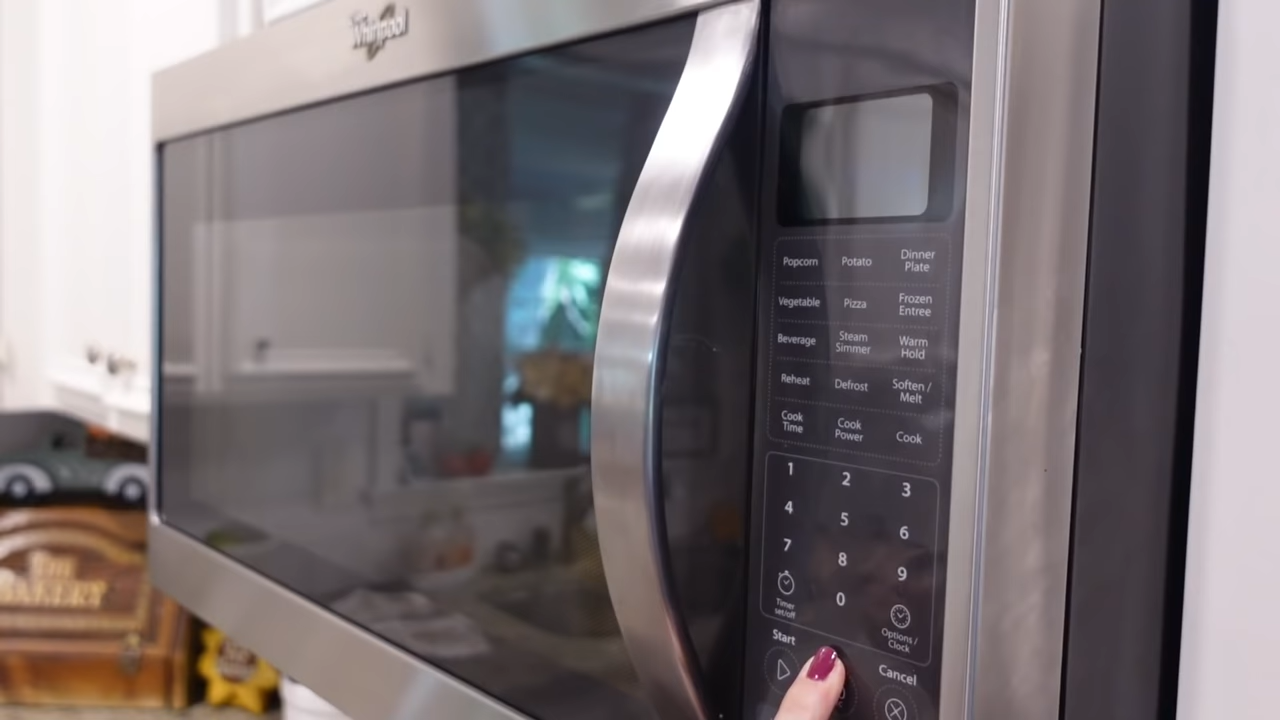 Whirlpool
Popcorn Potato Dinner Plate
Vegetable Pizza Frozen Entree
Beverage Steam Simmer Warm Hold
Reheat Defrost Soften / Melt
Cook Time Cook Power Cook
1 2 3
4 5 6
7 8 9
Timer set/off 0 Options / Clock
Start Cancel
THE
BAKERY